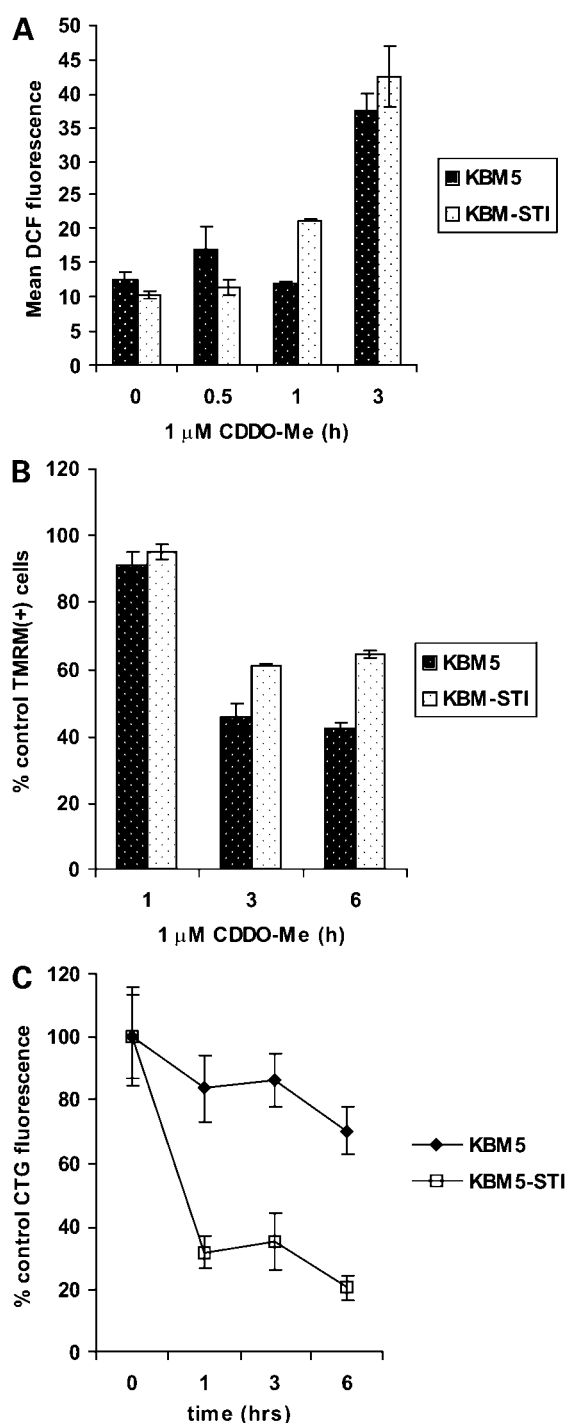 A
Mean DCF fluorescence
50
45
40
35
30
25
20
15
10
5
0
0 0.5 1 3
1 μM CDDO-Me (h)
KBM5
KBM-STI
B
% control TMRM(+) cells
120
100
80
60
40
20
0
1 3 6
1 μM CDDO-Me (h)
KBM5
KBM-STI
C
% control CTG fluorescence
120
100
80
60
40
20
0
0 1 3 6
time (hrs)
KBM5
KBM5-STI